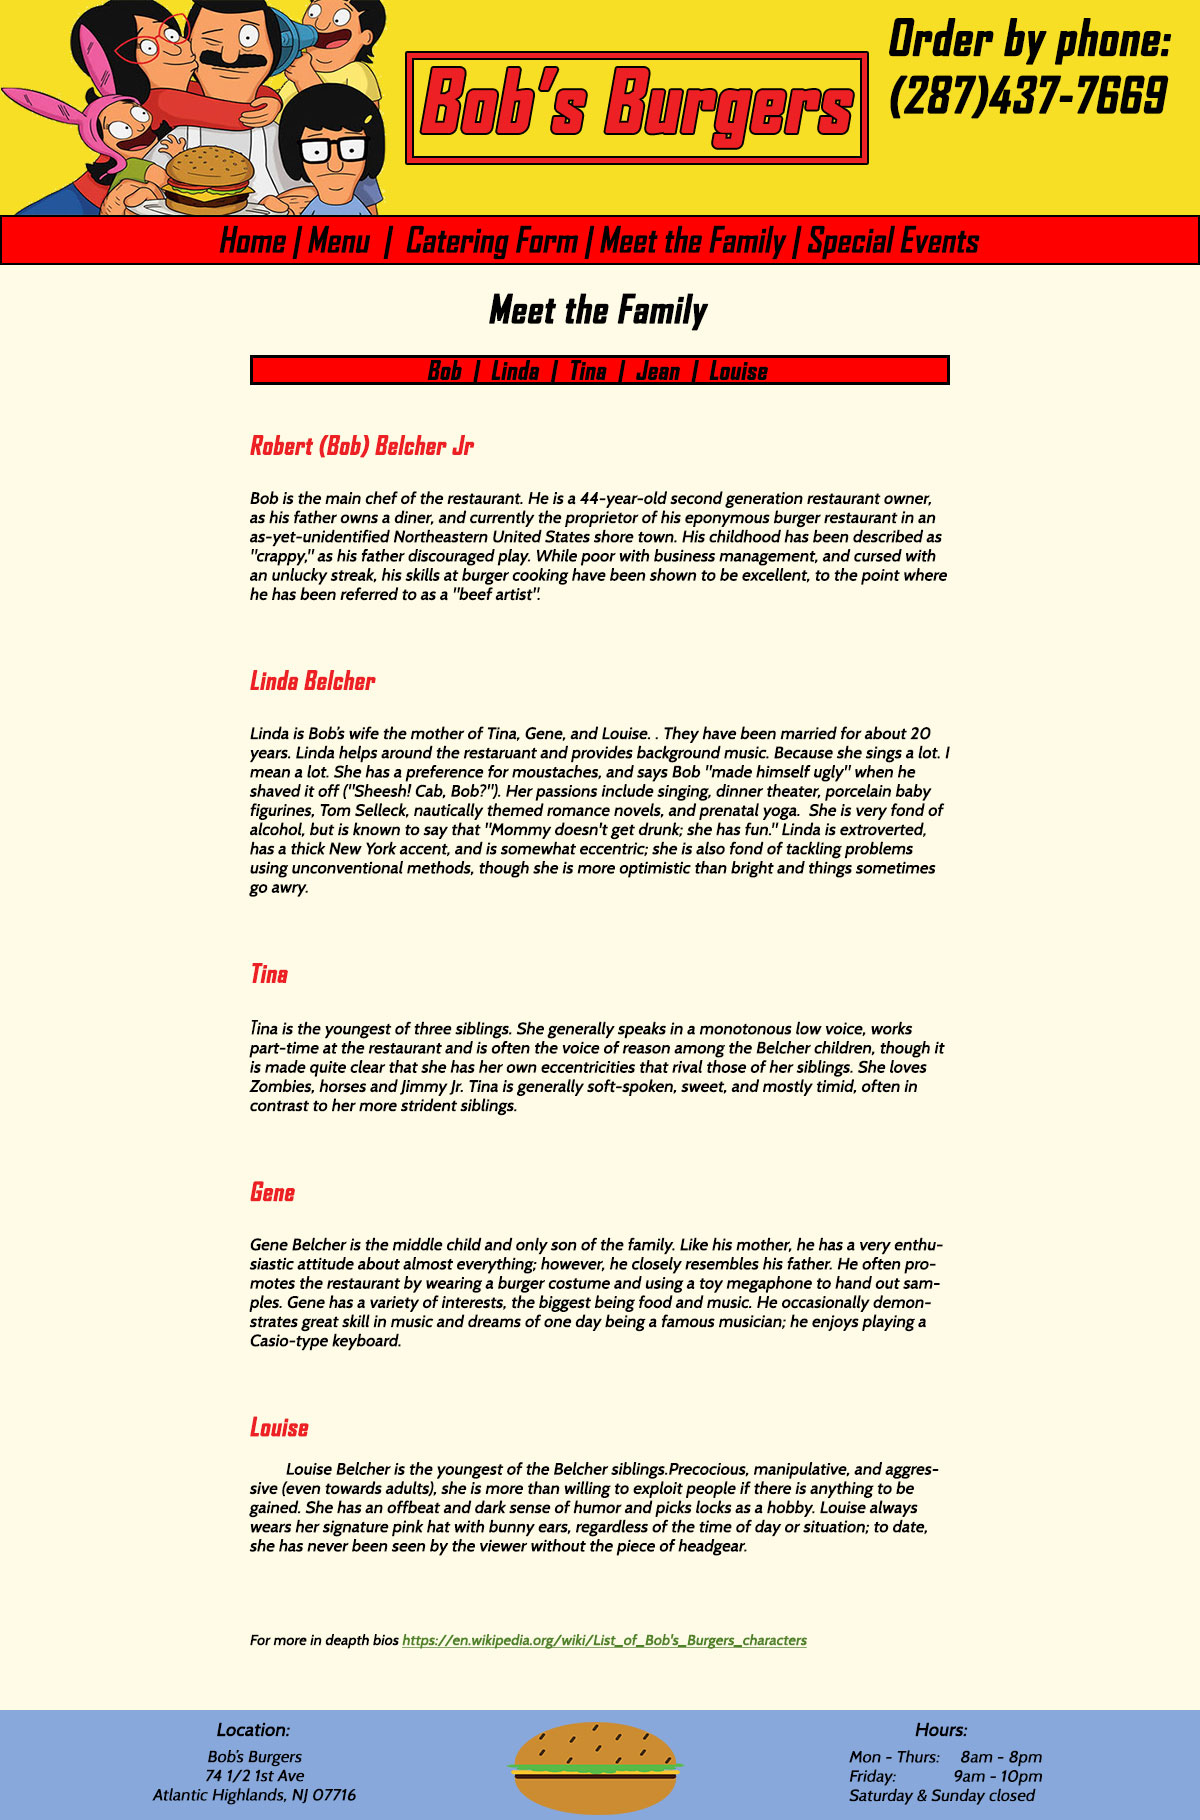 Order by phone:
(287)437-7669
Bob's Burgers
Home | Menu | Catering Form | Meet the Family | Special Events
Meet the Family
Bob | Linda | Tina | Jean | Louise
Robert (Bob) Belcher Jr
Bob is the main chef of the restaurant. He is a 44-year-old second generation restaurant owner,
as his father owns a diner, and currently the proprietor of his eponymous burger restaurant in an
as-yet-unidentified Northeastern United States shore town. His childhood has been described as
"crappy," as his father discouraged play. While poor with business management, and cursed with
an unlucky streak, his skills at burger cooking have been shown to be excellent, to the point where
he has been referred to as a "beef artist".
Linda Belcher
Linda is Bob's wife the mother of Tina, Gene, and Louise. . They have been married for about 20
years. Linda helps around the restaruant and provides background music. Because she sings a lot. I
mean a lot. She has a preference for moustaches, and says Bob "made himself ugly" when he
shaved it off ("Sheesh! Cab, Bob?"). Her passions include singing, dinner theater, porcelain baby
figurines, Tom Selleck, nautically themed romance novels, and prenatal yoga. She is very fond of
alcohol, but is known to say that "Mommy doesn't get drunk; she has fun." Linda is extroverted,
has a thick New York accent, and is somewhat eccentric; she is also fond of tackling problems
using unconventional methods, though she is more optimistic than bright and things sometimes
go awry.
Tina
Tina is the youngest of three siblings. She generally speaks in a monotonous low voice, works
part-time at the restaurant and is often the voice of reason among the Belcher children, though it
is made quite clear that she has her own eccentricities that rival those of her siblings. She loves
Zombies, horses and Jimmy Jr. Tina is generally soft-spoken, sweet, and mostly timid, often in
contrast to her more strident siblings.
Gene
Gene Belcher is the middle child and only son of the family. Like his mother, he has a very enthu-
siastic attitude about almost everything; however, he closely resembles his father. He often pro-
motes the restaurant by wearing a burger costume and using a toy megaphone to hand out sam-
ples. Gene has a variety of interests, the biggest being food and music. He occasionally demon-
strates great skill in music and dreams of one day being a famous musician; he enjoys playing a
Casio-type keyboard.
Louise
Louise Belcher is the youngest of the Belcher siblings.Precocious, manipulative, and aggres-
sive (even towards adults), she is more than willing to exploit people if there is anything to be
gained. She has an offbeat and dark sense of humor and picks locks as a hobby. Louise always
wears her signature pink hat with bunny ears, regardless of the time of day or situation; to date,
she has never been seen by the viewer without the piece of headgear.
For more in deapth bios https://en.wikipedia.org/wiki/List_of_Bob's_Burgers_characters
Location:
Bob's Burgers
74 1/2 1st Ave
Atlantic Highlands, NJ 07716
Hours:
Mon - Thurs: 8am - 8pm
Friday: 9am - 10pm
Saturday & Sunday closed